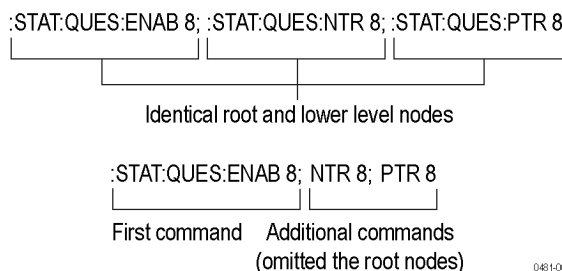 :STAT:QUES:ENAB 8; :STAT:QUES:NTR 8; :STAT:QUES:PTR 8
Identical root and lower level nodes
:STAT:QUES:ENAB 8; NTR 8; PTR 8
First command Additional commands
(omitted the root nodes)